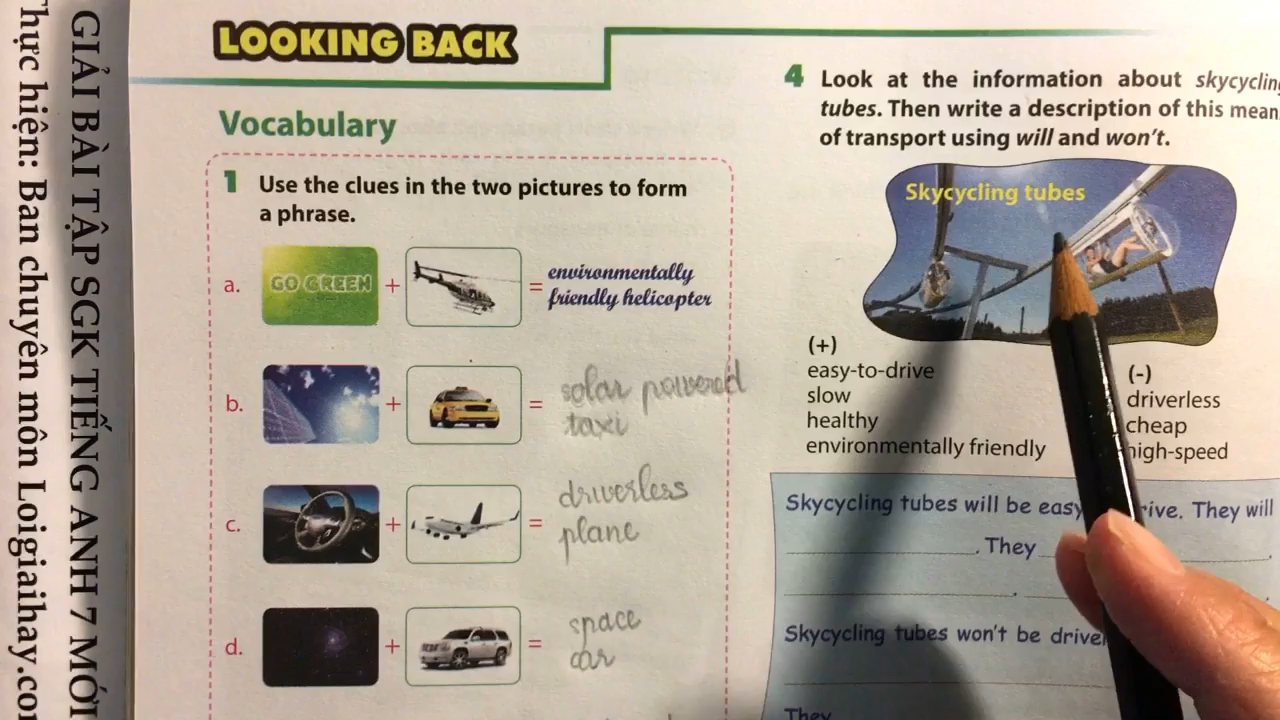 GIẢI BÀI TẬP SGK TIẾNG ANH 7 MỚI
Thực hiện: Ban chuyên môn Loigiaihay.com
LOOKING BACK
Vocabulary
1 Use the clues in the two pictures to form
a phrase.
a. GO GREEN + = environmentally
friendly helicopter
b. + = solar powered
taxi
c. + = driverless
plane
d. + = space
car
4 Look at the information about skycycling
tubes. Then write a description of this mean
of transport using will and won't.
Skycycling tubes
(+)
easy-to-drive
slow
healthy
environmentally friendly
(-)
driverless
cheap
high-speed
Skycycling tubes will be easy rive. They will
. They
Skycycling tubes won't be driver
They